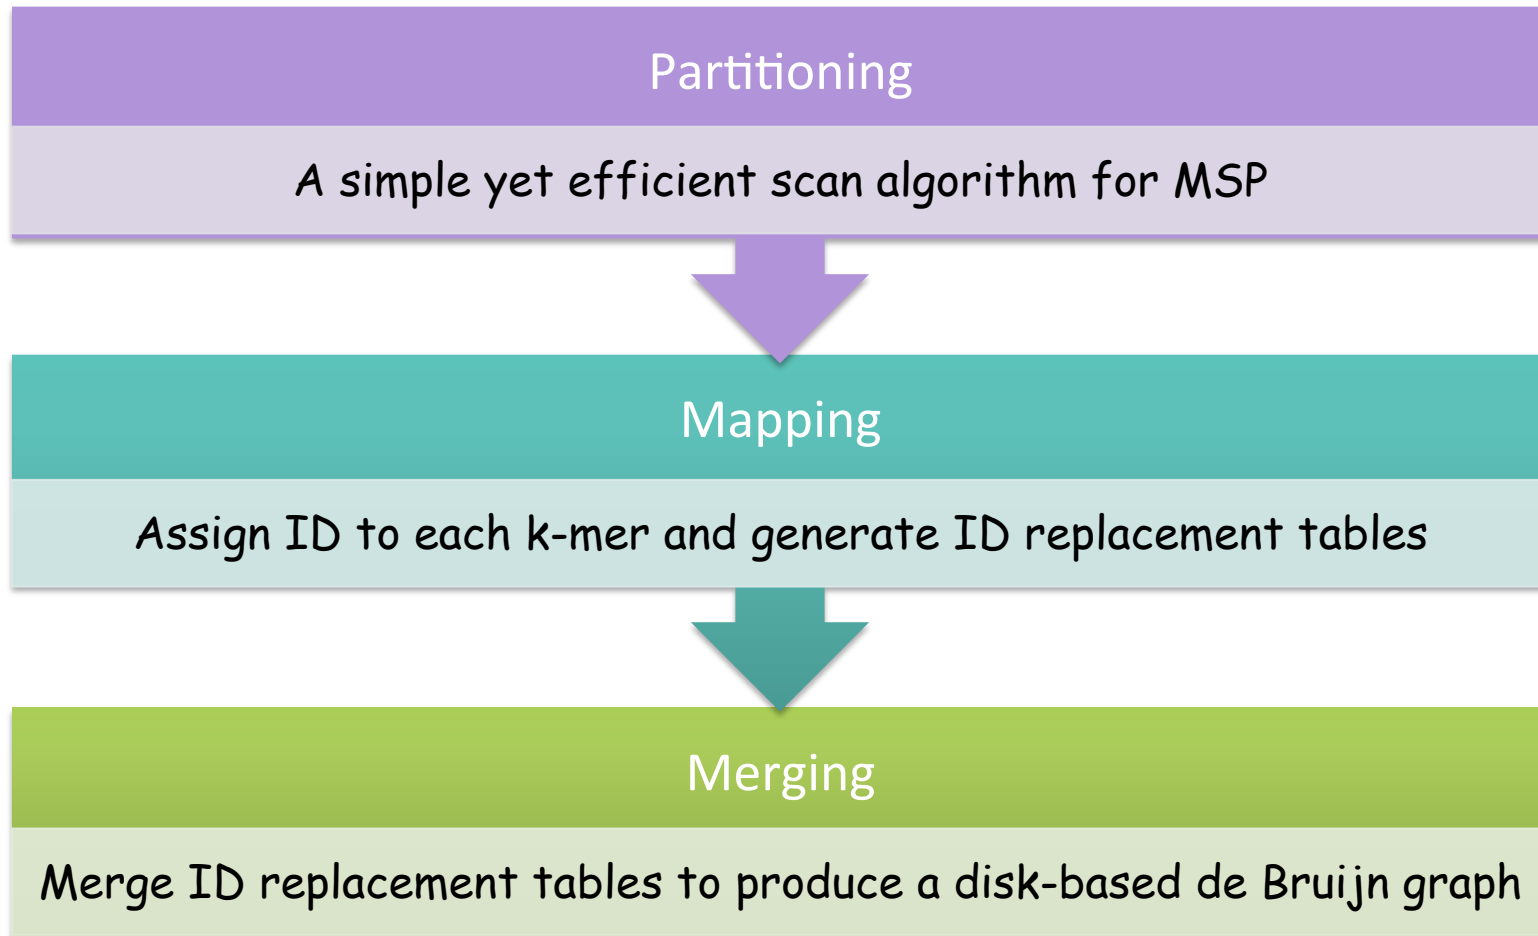 Partitioning
A simple yet efficient scan algorithm for MSP
Mapping
Assign ID to each k-mer and generate ID replacement tables
Merging
Merge ID replacement tables to produce a disk-based de Bruijn graph